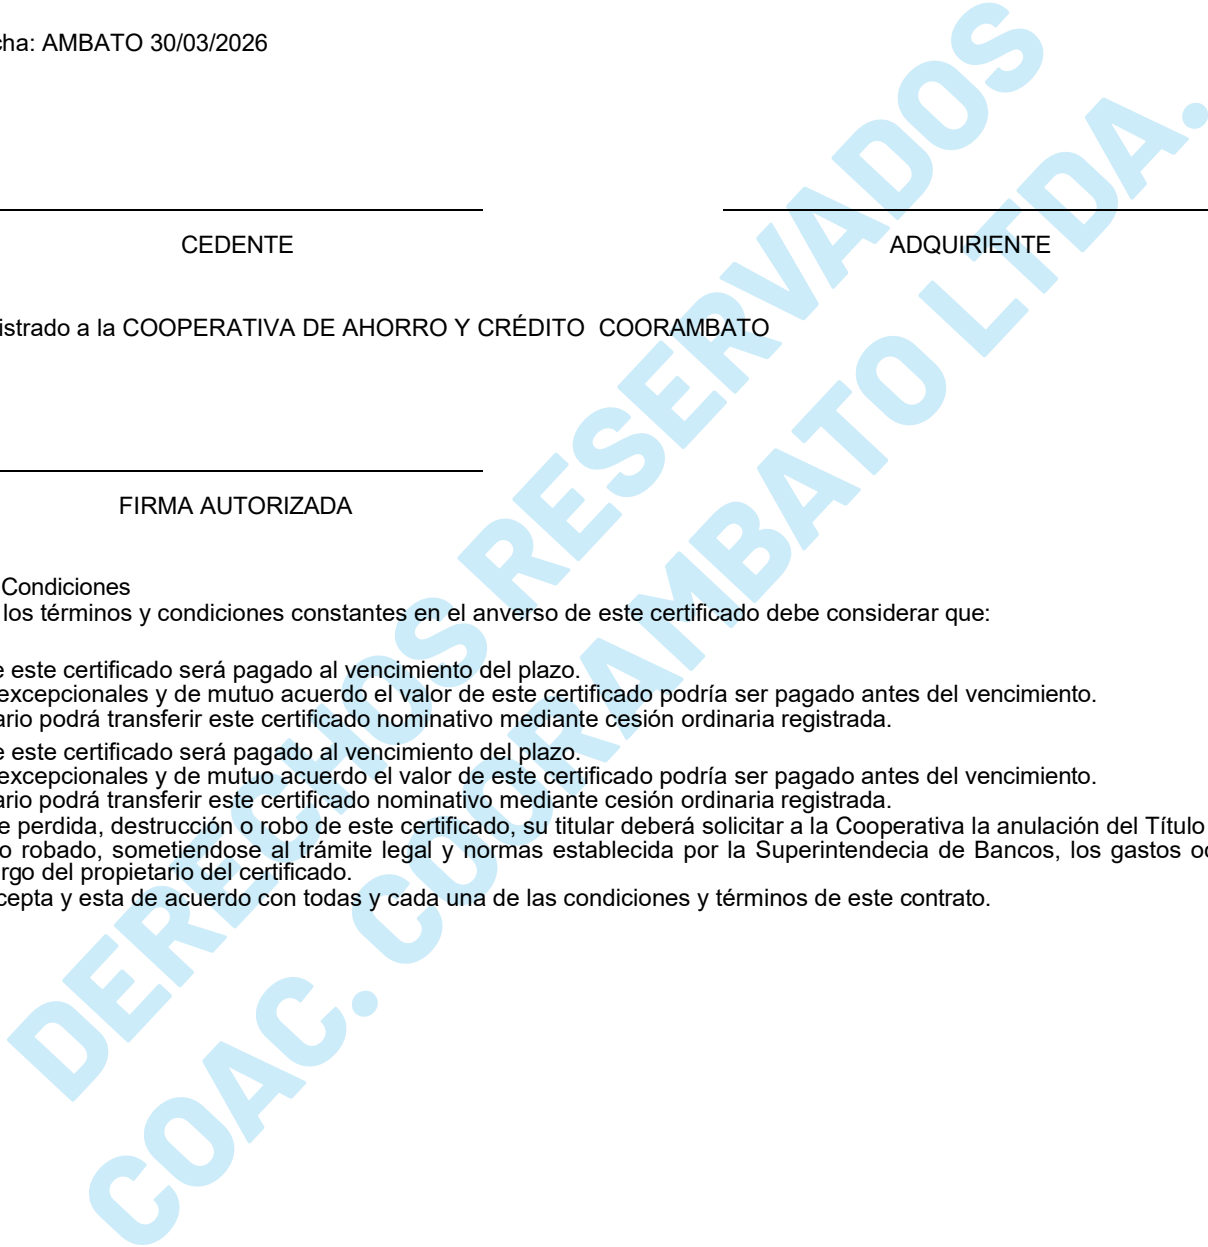 cha: AMBATO 30/03/2026
CEDENTE ADQUIRIENTE
istrado a la COOPERATIVA DE AHORRO Y CRÉDITO COORAMBATO
FIRMA AUTORIZADA
Condiciones
los términos y condiciones constantes en el anverso de este certificado debe considerar que:
e este certificado será pagado al vencimiento del plazo.
excepcionales y de mutuo acuerdo el valor de este certificado podría ser pagado antes del vencimiento.
ario podrá transferir este certificado nominativo mediante cesión ordinaria registrada.
e este certificado será pagado al vencimiento del plazo.
excepcionales y de mutuo acuerdo el valor de este certificado podría ser pagado antes del vencimiento.
ario podrá transferir este certificado nominativo mediante cesión ordinaria registrada.
e perdida, destrucción o robo de este certificado, su titular deberá solicitar a la Cooperativa la anulación del Título
o robado, sometiendose al trámite legal y normas establecida por la Superintendecia de Bancos, los gastos oc
rgo del propietario del certificado.
cepta y esta de acuerdo con todas y cada una de las condiciones y términos de este contrato.
DERECHOS RESERVADOS
COAC. COORAMBATO LTDA.